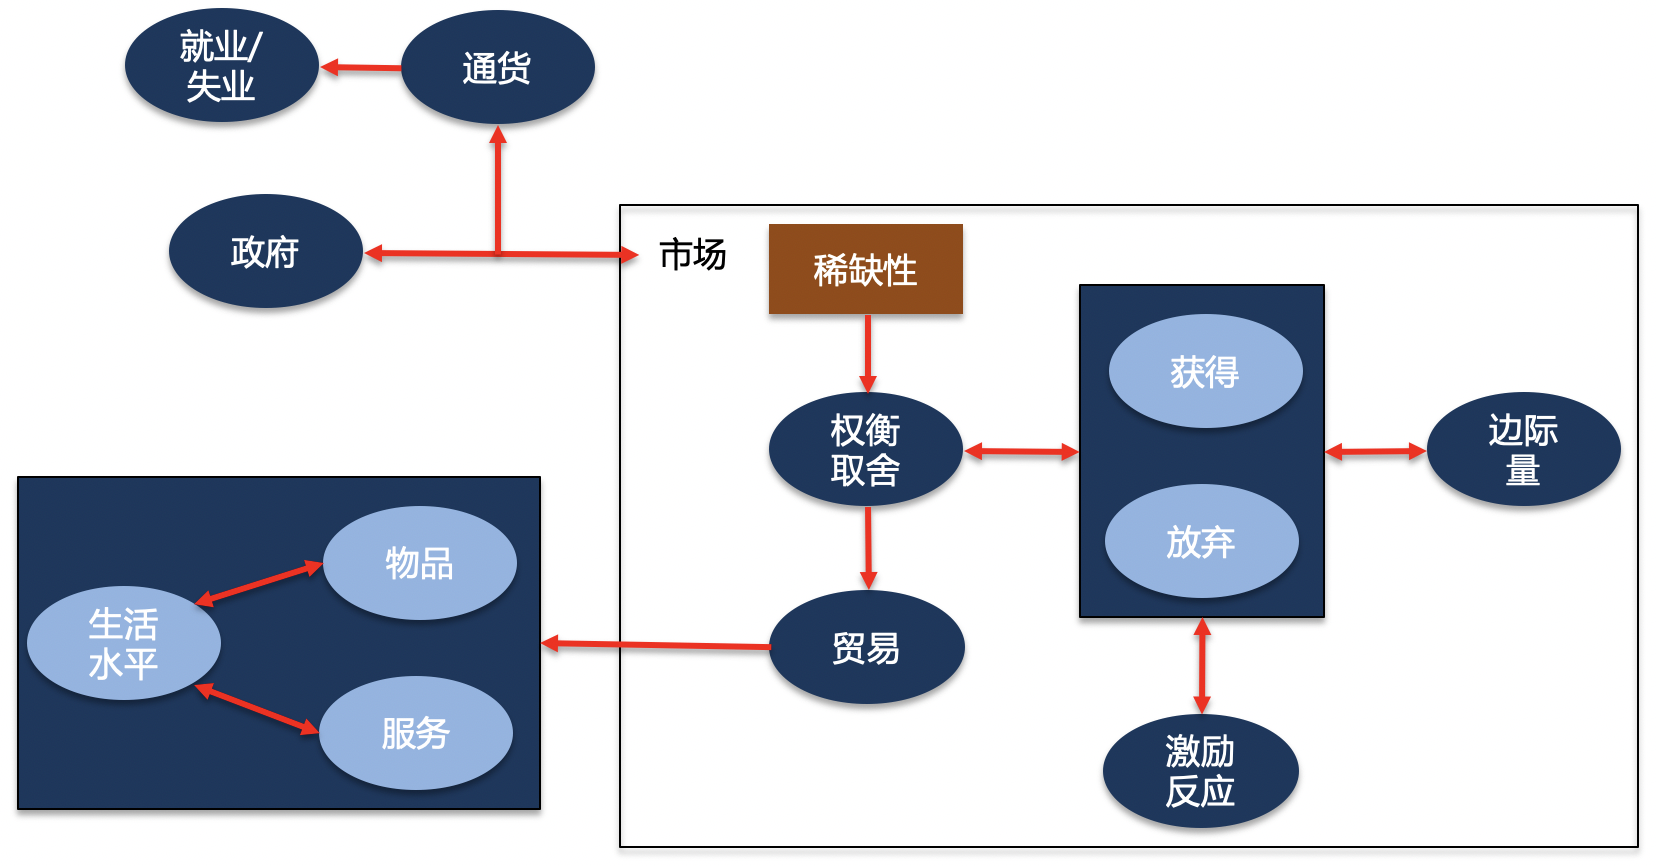 就业/
失业
通货
政府
市场
稀缺性
获得
权衡
取舍
边际
量
放弃
物品
生活
水平
服务
贸易
激励
反应